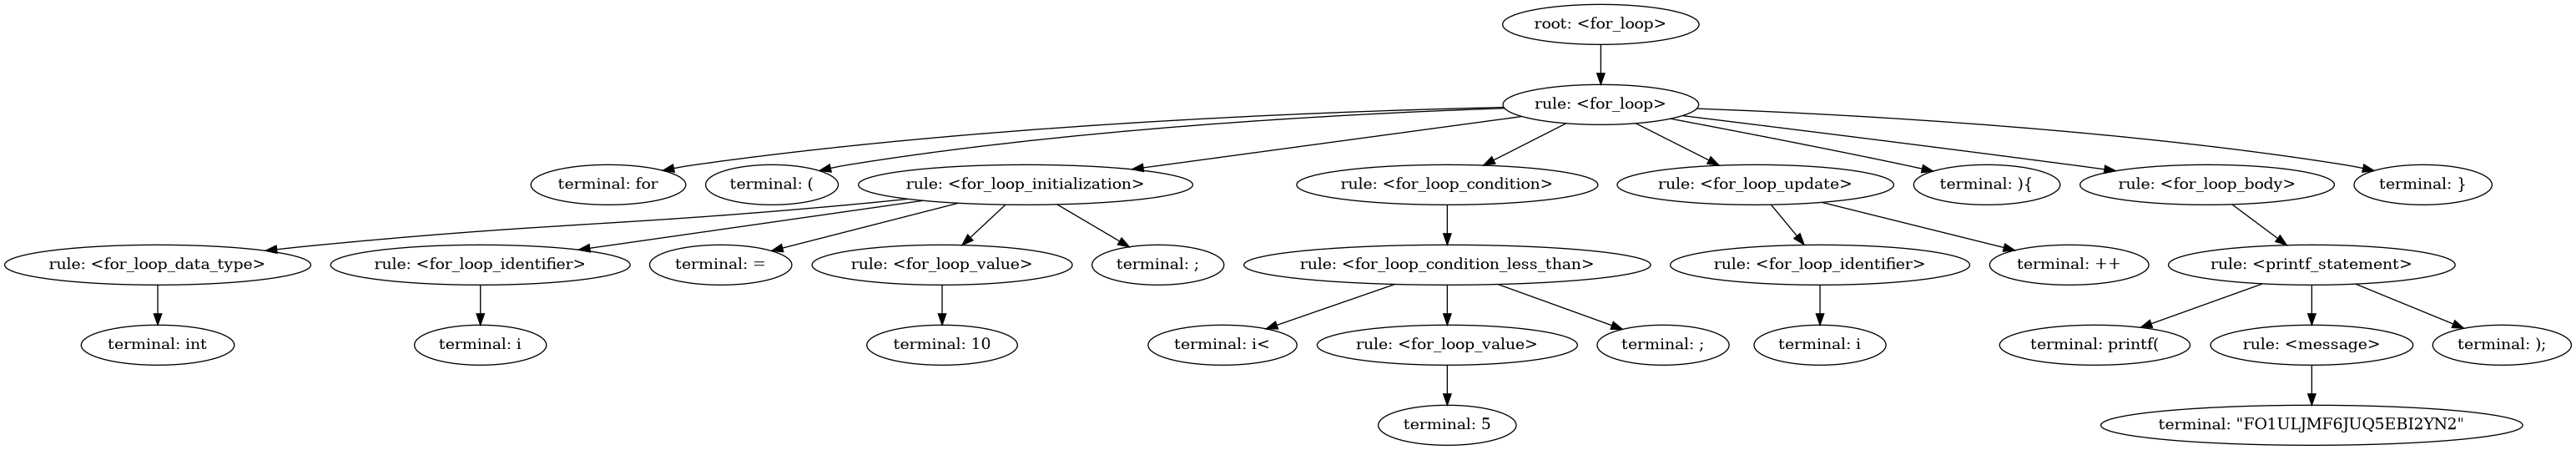 root: <for_loop>
rule: <for_loop>
terminal: for
terminal: (
rule: <for_loop_initialization>
rule: <for_loop_condition>
rule: <for_loop_update>
terminal: ){
rule: <for_loop_body>
terminal: }
rule: <for_loop_data_type>
rule: <for_loop_identifier>
terminal: =
rule: <for_loop_value>
terminal: ;
rule: <for_loop_condition_less_than>
rule: <for_loop_identifier>
terminal: ++
rule: <printf_statement>
terminal: int
terminal: i
terminal: 10
terminal: i<
rule: <for_loop_value>
terminal: ;
terminal: i
terminal: printf(
rule: <message>
terminal: );
terminal: 5
terminal: "FO1ULJMF6JUQ5EBI2YN2"